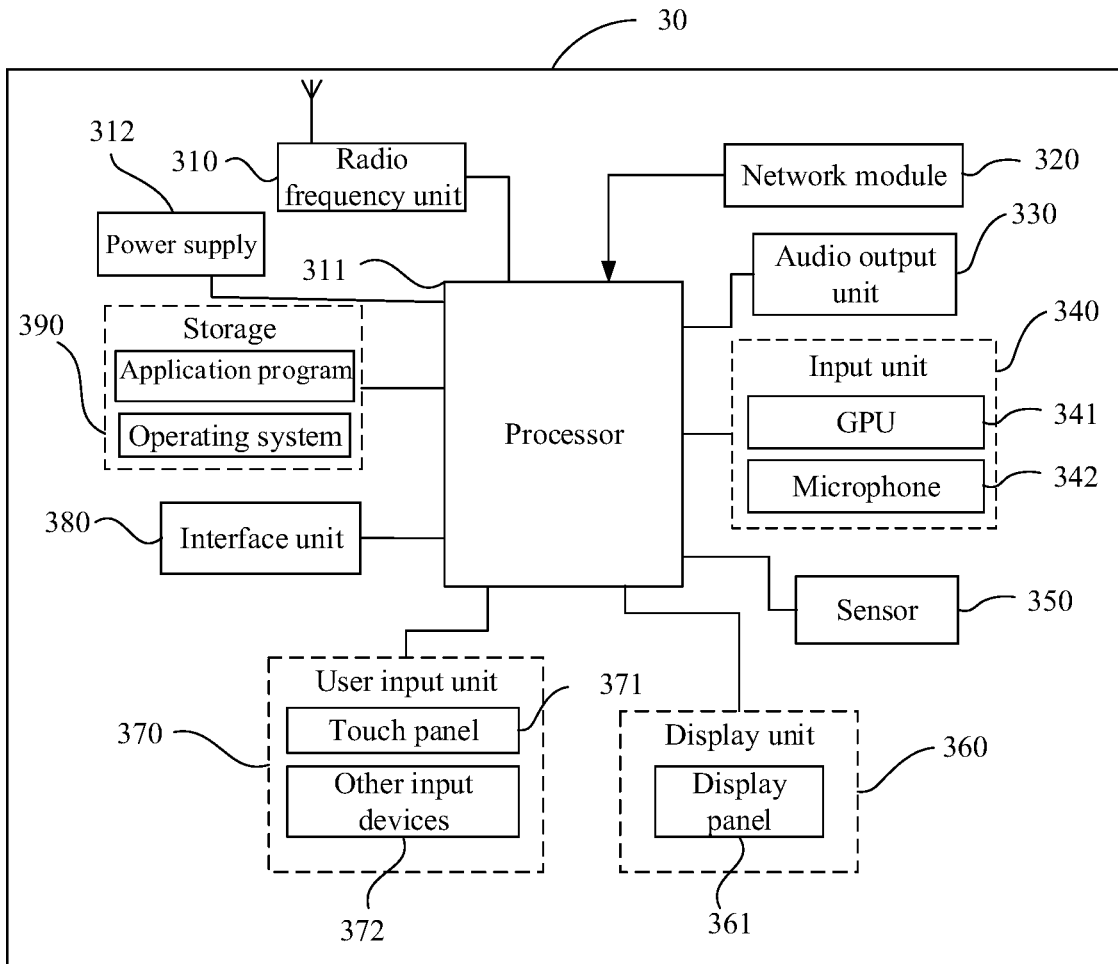 30
312
310
Radio
frequency unit
Network module
320
Power supply
311
330
Audio output
unit
390
Storage
Application program
Operating system
340
Input unit
GPU
341
Microphone
342
Processor
380
Interface unit
Sensor
350
User input unit
371
370
Touch panel
Other input
devices
372
Display unit
360
Display
panel
361